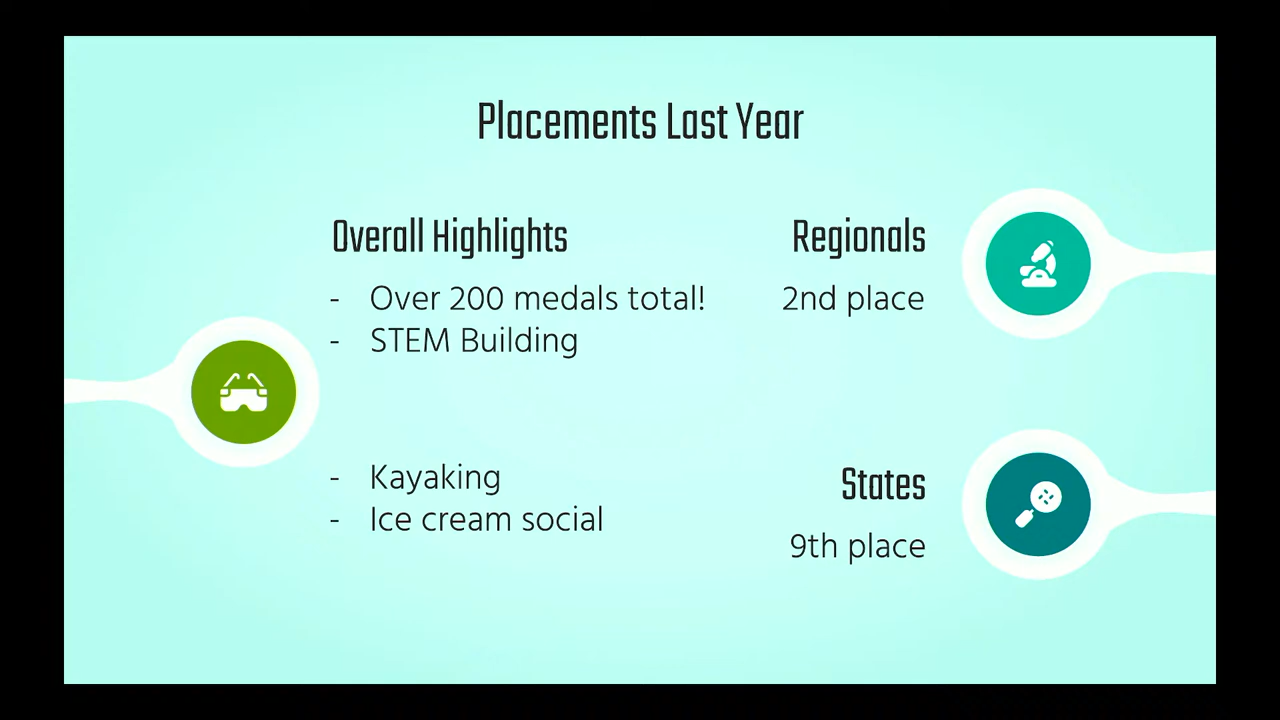 Placements Last Year
Overall Highlights
- Over 200 medals total!
- STEM Building
- Kayaking
- Ice cream social
Regionals
2nd place
States
9th place